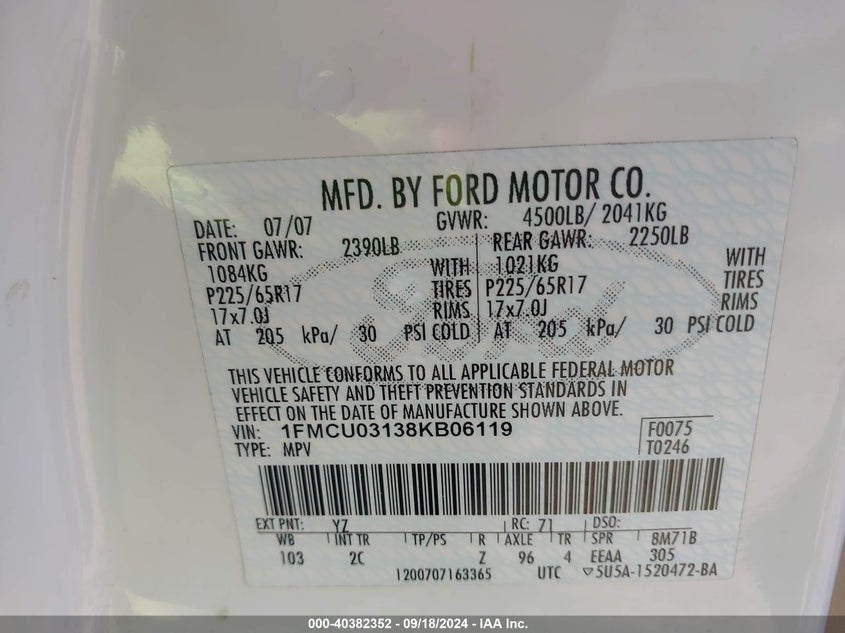 MFD. BY FORD MOTOR CO.
DATE: 07/07 GVWR: 4500LB/ 2041KG
FRONT GAWR: 2390LB REAR GAWR: 2250LB
1084KG WITH 1021KG WITH
P225/65R17 TIRES P225/65R17 TIRES
17x7.0J RIMS 17x7.0J RIMS
AT 205 kPa/ 30 PSI COLD AT 205 kPa/ 30 PSI COLD
Ford
THIS VEHICLE CONFORMS TO ALL APPLICABLE FEDERAL MOTOR
VEHICLE SAFETY AND THEFT PREVENTION STANDARDS IN
EFFECT ON THE DATE OF MANUFACTURE SHOWN ABOVE.
VIN: 1FMCU03138KB06119 F0075
TYPE: MPV T0246
EXT PNT: YZ RC: 71 DSO:
WB INT TR TP/PS R AXLE TR SPR 8M71B
103 2C Z 96 4 EEAA 305
1200707163365 UTC ▽5U5A-1520472-BA
000-40382352 - 09/18/2024 - IAA Inc.